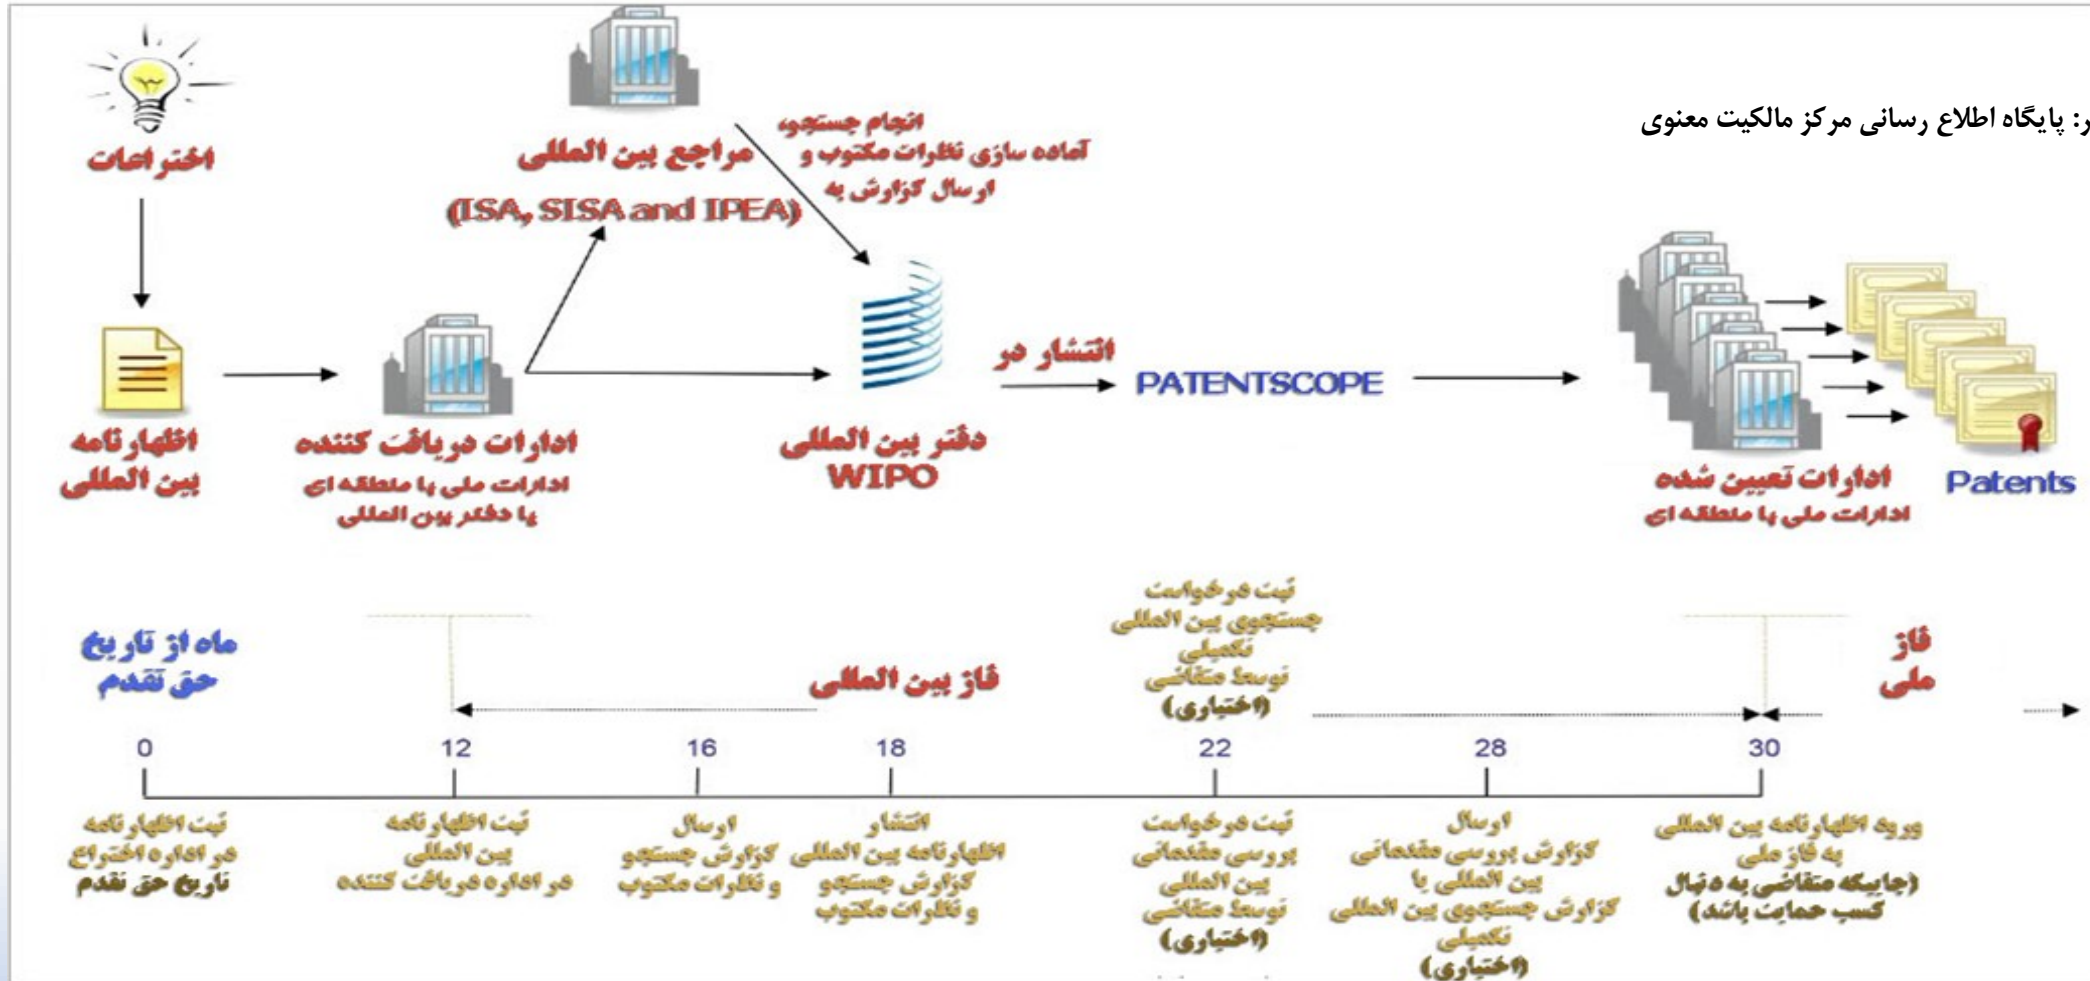 ر: پایگاه اطلاع رسانی مرکز مالکیت معنوی
اختراعات
مراجع بین المللی
(ISA, SISA and IPEA)
انجام جستجو،
آماده سازی نظرات مکتوب و
ارسال گزارش به
اظهارنامه
بین المللی
ادارات دریافت کننده
ادارات ملی یا منطقه ای
یا دفتر بین المللی
دفتر بین المللی
WIPO
انتشار در
PATENTSCOPE
ادارات تعیین شده
ادارات ملی یا منطقه ای
Patents
ماه از تاریخ
حق تقدم
فاز بین المللی
ثبت درخواست
جستجوی بین المللی
تکمیلی
توسط متقاضی
(اختیاری)
فاز
ملی
0
12
16
18
22
28
30
ثبت اظهارنامه
در اداره اختراع
تاریخ حق تقدم
ثبت اظهارنامه
بین المللی
در اداره دریافت کننده
ارسال
گزارش جستجو
و نظرات مکتوب
انتشار
اظهارنامه بین المللی
گزارش جستجو
و نظرات مکتوب
ثبت درخواست
بررسی مقدماتی
بین المللی
توسط متقاضی
(اختیاری)
ارسال
گزارش بررسی مقدماتی
بین المللی یا
گزارش جستجوی بین المللی
تکمیلی
(اختیاری)
ورود اظهارنامه بین المللی
به فاز ملی
(جاییکه متقاضی به دنبال
کسب حمایت باشد)